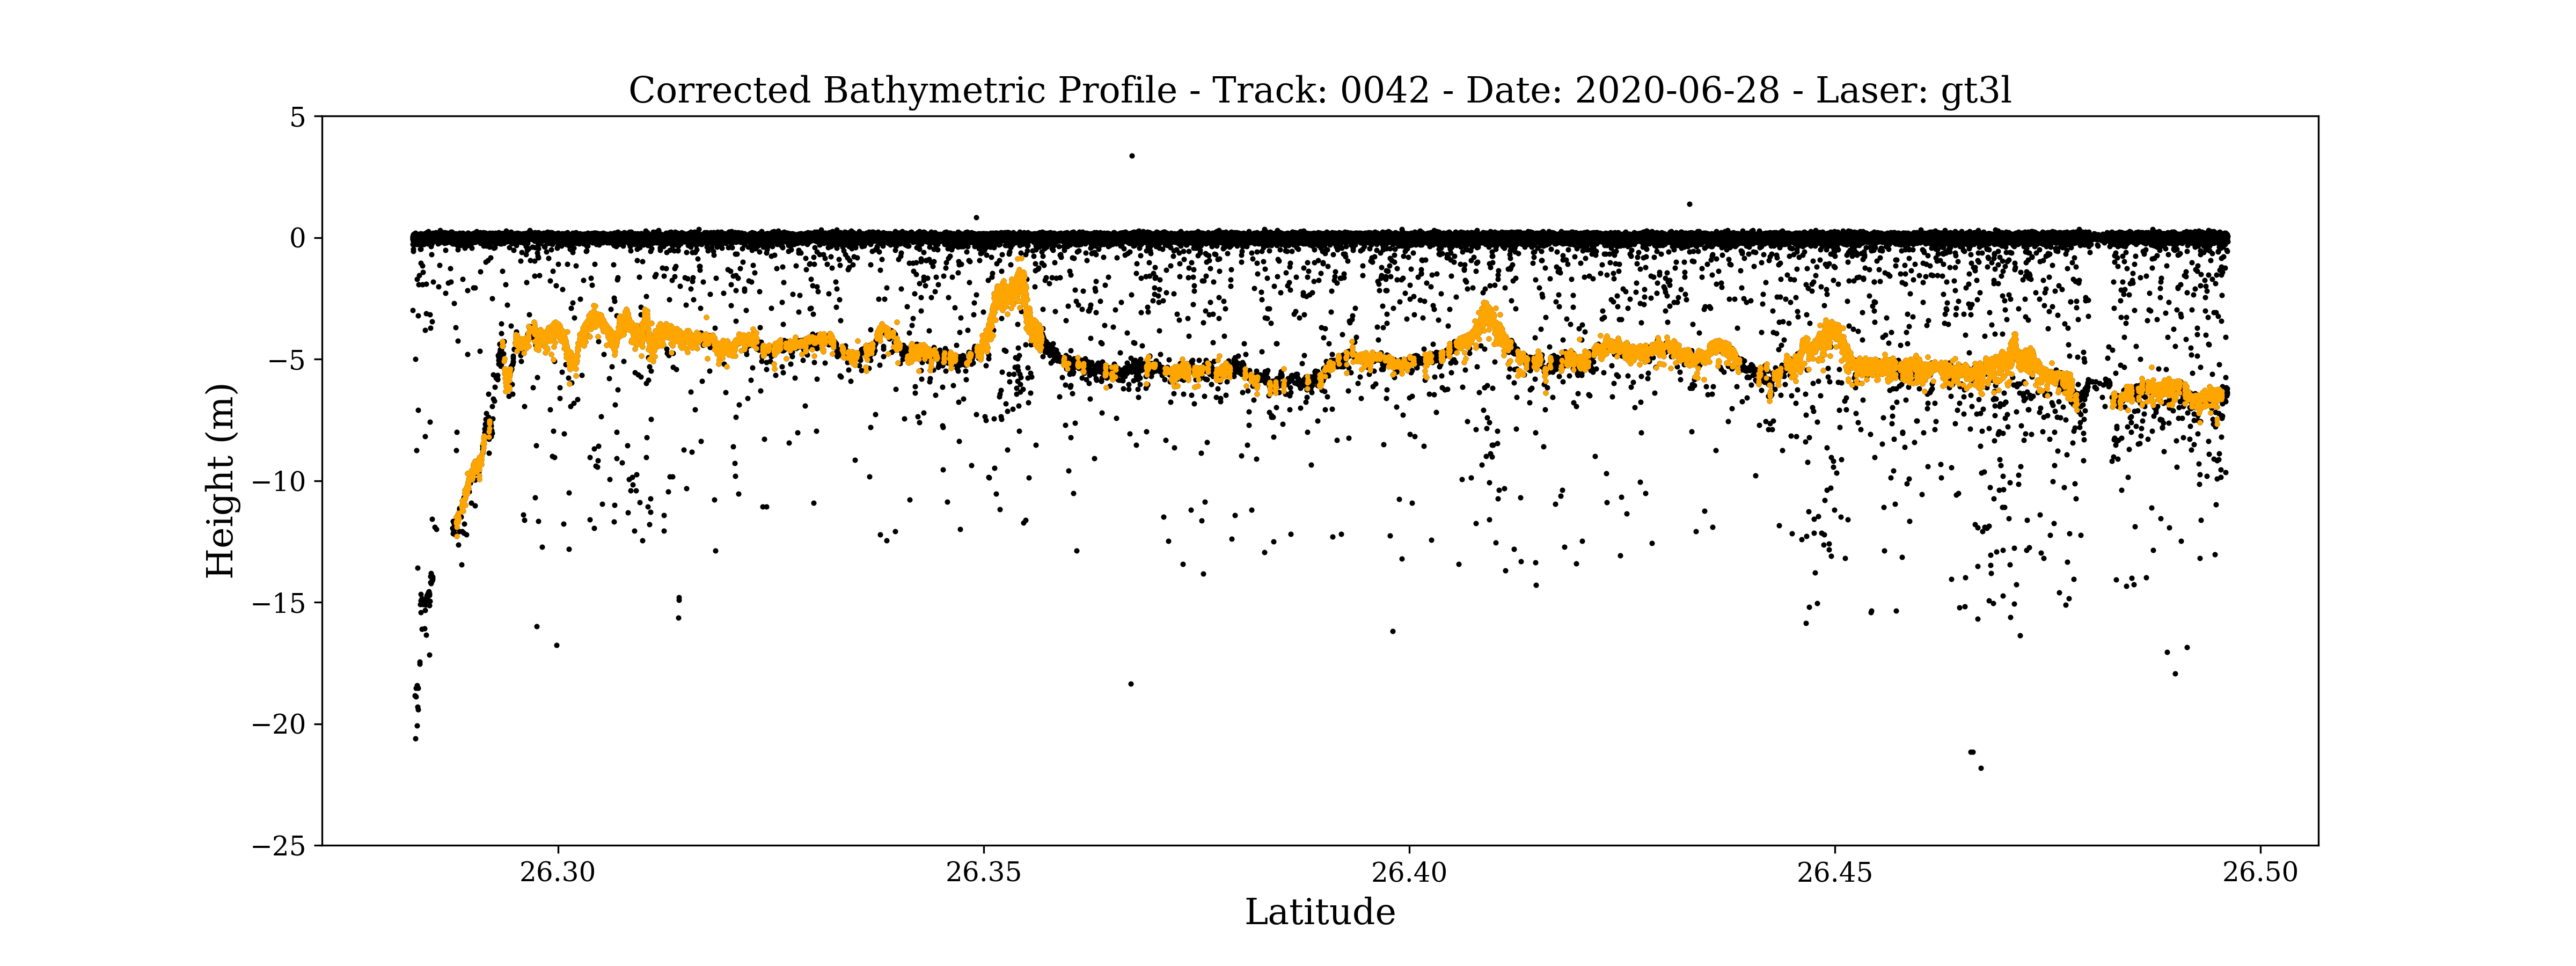 Corrected Bathymetric Profile - Track: 0042 - Date: 2020-06-28 - Laser: gt3l
5
0
−5
−10
−15
−20
−25
Height (m)
26.30 26.35 26.40 26.45 26.50
Latitude